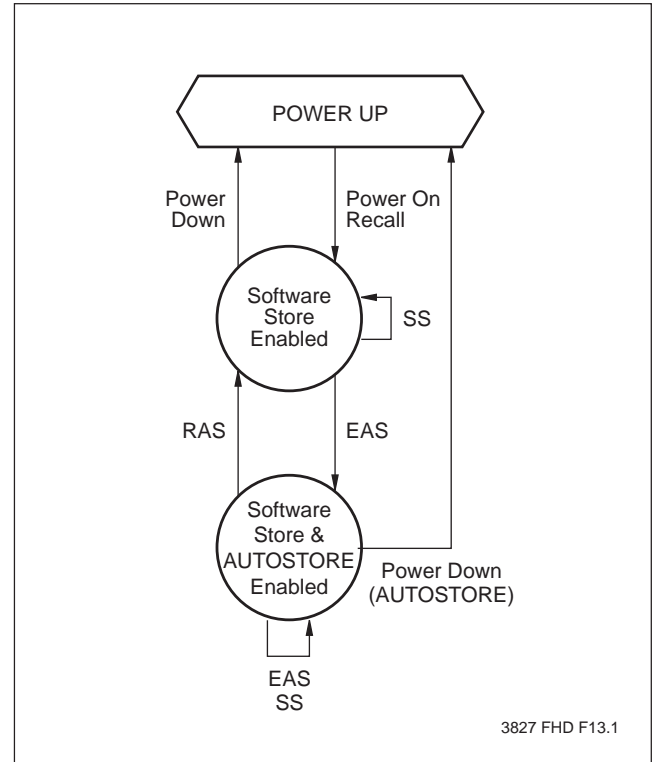 POWER UP
Power
Down
Power On
Recall
Software
Store
Enabled
SS
RAS
EAS
Software
Store &
AUTOSTORE
Enabled
Power Down
(AUTOSTORE)
EAS
SS
3827 FHD F13.1